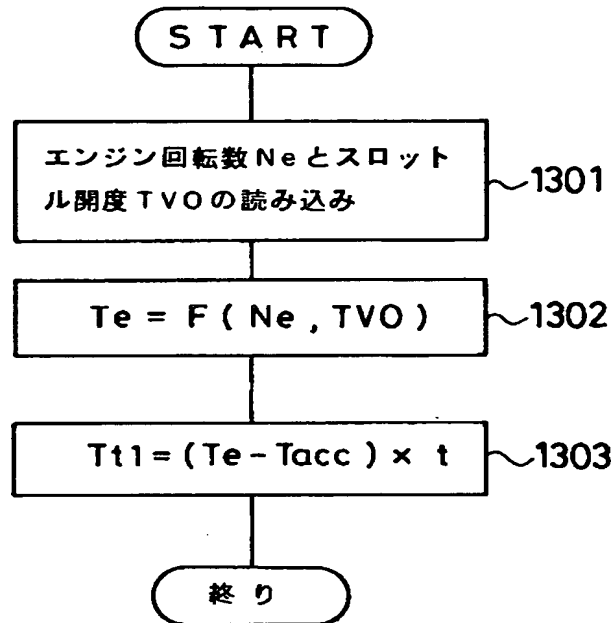 START
エンジン回転数Neとスロット
ル開度TVOの読み込み
1301
Te = F ( Ne , TVO )
1302
Tt1=(Te-Tacc)× t
1303
終り